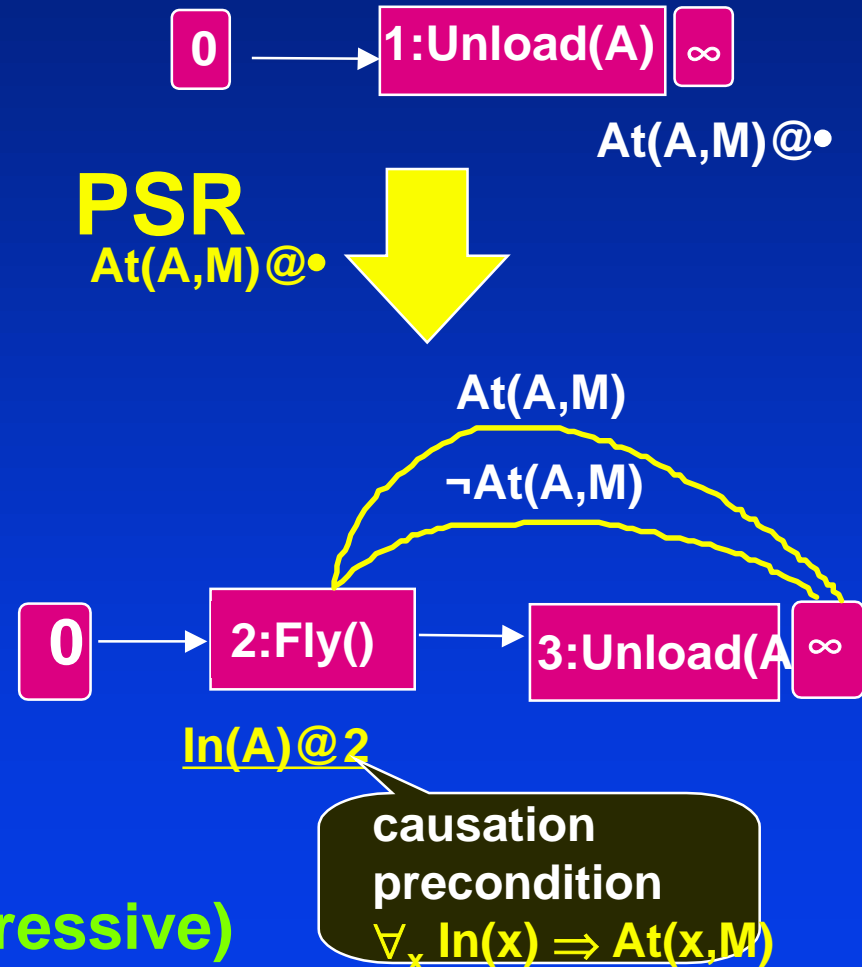 0 1:Unload(A) ∞
At(A,M)@•
PSR
At(A,M)@•
At(A,M)
¬At(A,M)
0 2:Fly() 3:Unload(A ∞
In(A)@2
causation
precondition
∀x In(x) ⇒ At(x,M)
ressive)